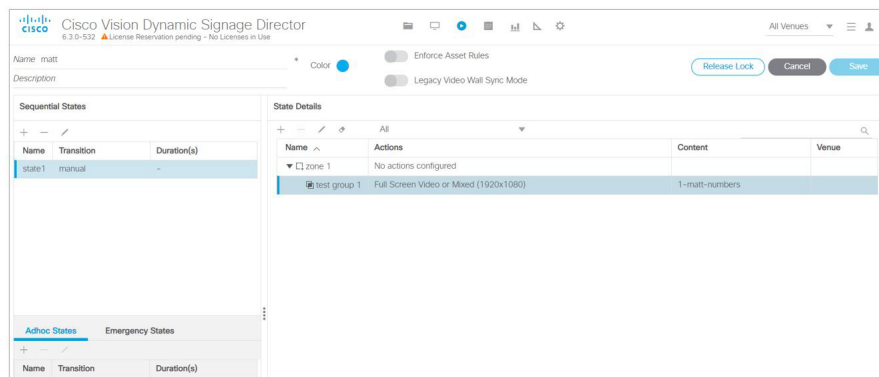 CISCO
Cisco Vision Dynamic Signage Director
6.3.0-532 License Reservation pending - No Licenses in Use
All Venues
Name matt
* Color
Enforce Asset Rules
Release Lock Cancel Save
Description
Legacy Video Wall Sync Mode
Sequential States
Name Transition Duration(s)
state1 manual -
State Details
All
Name Actions Content Venue
zone 1 No actions configured
test group 1 Full Screen Video or Mixed (1920x1080) 1-matt-numbers
Adhoc States Emergency States
Name Transition Duration(s)